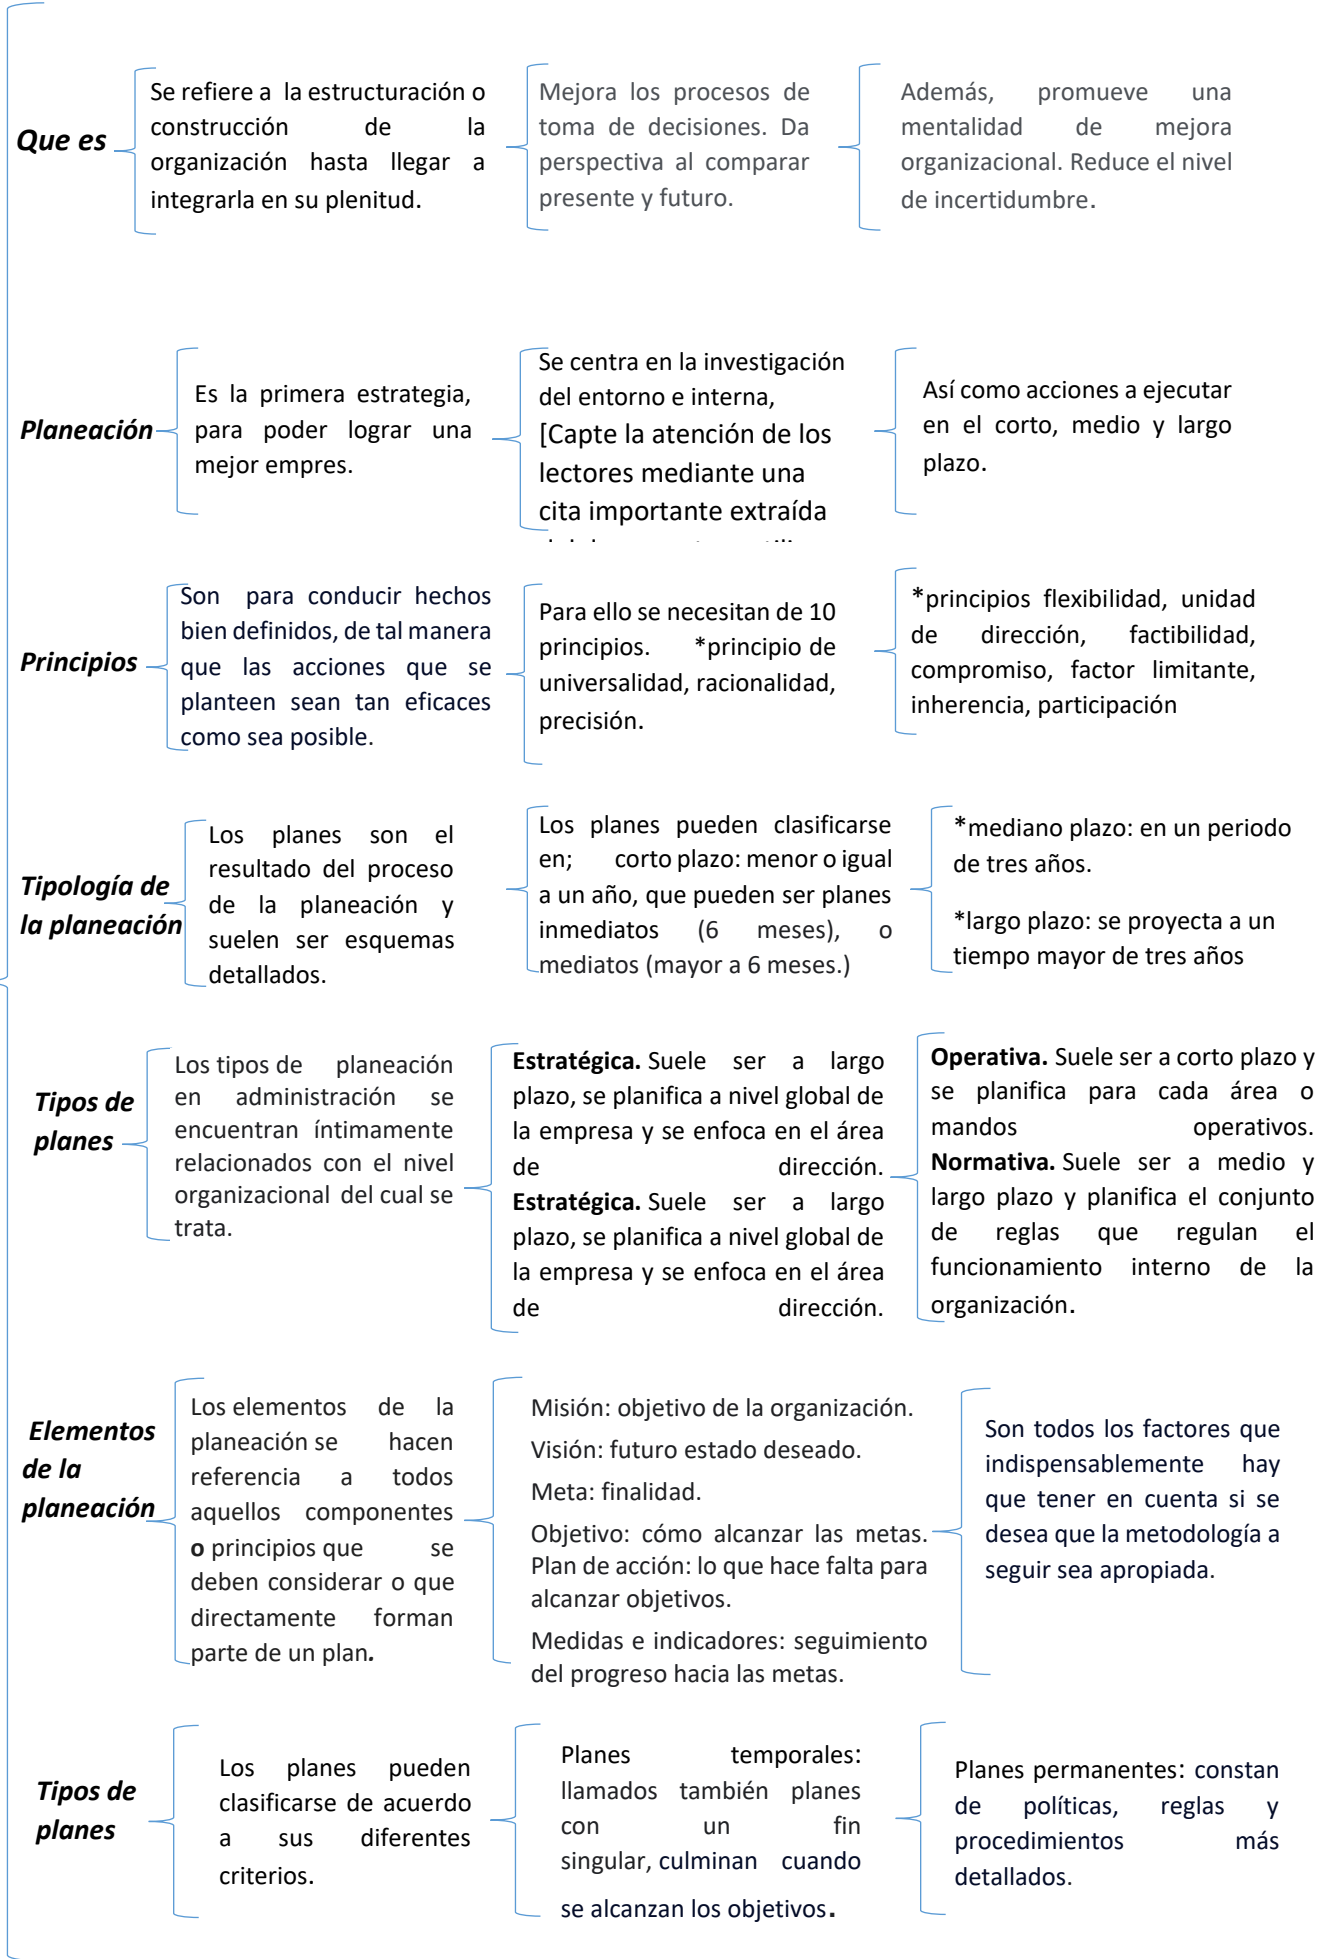 Que es
Se refiere a la estructuración o
construcción de la
organización hasta llegar a
integrarla en su plenitud.
Mejora los procesos de
toma de decisiones. Da
perspectiva al comparar
presente y futuro.
Además, promueve una
mentalidad de mejora
organizacional. Reduce el nivel
de incertidumbre.
Planeación
Es la primera estrategia,
para poder lograr una
mejor empres.
Se centra en la investigación
del entorno e interna,
[Capte la atención de los
lectores mediante una
cita importante extraída
Así como acciones a ejecutar
en el corto, medio y largo
plazo.
Principios
Son para conducir hechos
bien definidos, de tal manera
que las acciones que se
planteen sean tan eficaces
como sea posible.
Para ello se necesitan de 10
principios. *principio de
universalidad, racionalidad,
precisión.
*principios flexibilidad, unidad
de dirección, factibilidad,
compromiso, factor limitante,
inherencia, participación
Tipología de
la planeación
Los planes son el
resultado del proceso
de la planeación y
suelen ser esquemas
detallados.
Los planes pueden clasificarse
en; corto plazo: menor o igual
a un año, que pueden ser planes
inmediatos (6 meses), o
mediatos (mayor a 6 meses.)
*mediano plazo: en un periodo
de tres años.
*largo plazo: se proyecta a un
tiempo mayor de tres años
Tipos de
planes
Los tipos de planeación
en administración se
encuentran íntimamente
relacionados con el nivel
organizacional del cual se
trata.
Estratégica. Suele ser a largo
plazo, se planifica a nivel global de
la empresa y se enfoca en el área
de dirección.
Estratégica. Suele ser a largo
plazo, se planifica a nivel global de
la empresa y se enfoca en el área
de dirección.
Operativa. Suele ser a corto plazo y
se planifica para cada área o
mandos operativos.
Normativa. Suele ser a medio y
largo plazo y planifica el conjunto
de reglas que regulan el
funcionamiento interno de la
organización.
Elementos
de la
planeación
Los elementos de la
planeación se hacen
referencia a todos
aquellos componentes
o principios que se
deben considerar o que
directamente forman
parte de un plan.
Misión: objetivo de la organización.
Visión: futuro estado deseado.
Meta: finalidad.
Objetivo: cómo alcanzar las metas.
Plan de acción: lo que hace falta para
alcanzar objetivos.
Medidas e indicadores: seguimiento
del progreso hacia las metas.
Son todos los factores que
indispensablemente hay
que tener en cuenta si se
desea que la metodología a
seguir sea apropiada.
Tipos de
planes
Los planes pueden
clasificarse de acuerdo
a sus diferentes
criterios.
Planes temporales:
llamados también planes
con un fin
singular, culminan cuando
se alcanzan los objetivos.
Planes permanentes: constan
de políticas, reglas y
procedimientos más
detallados.